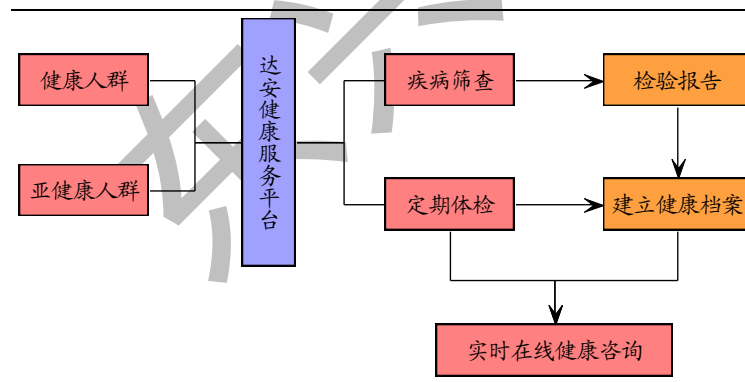 健康人群
亚健康人群
达安健康服务平台
疾病筛查
检验报告
定期体检
建立健康档案
实时在线健康咨询